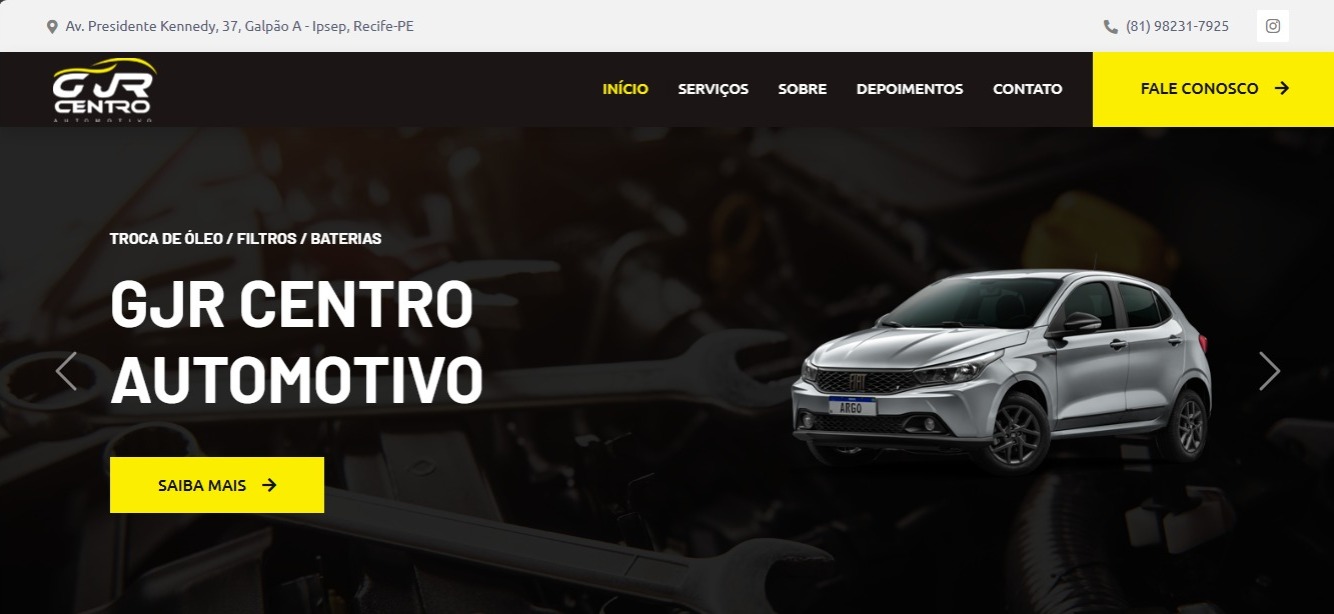 Av. Presidente Kennedy, 37, Galpão A - Ipsep, Recife-PE
(81) 98231-7925
GJR
CENTRO
AUTOMOTIVO
INÍCIO
SERVIÇOS
SOBRE
DEPOIMENTOS
CONTATO
FALE CONOSCO
TROCA DE ÓLEO / FILTROS / BATERIAS
GJR CENTRO
AUTOMOTIVO
FIAT
ARGO
SAIBA MAIS